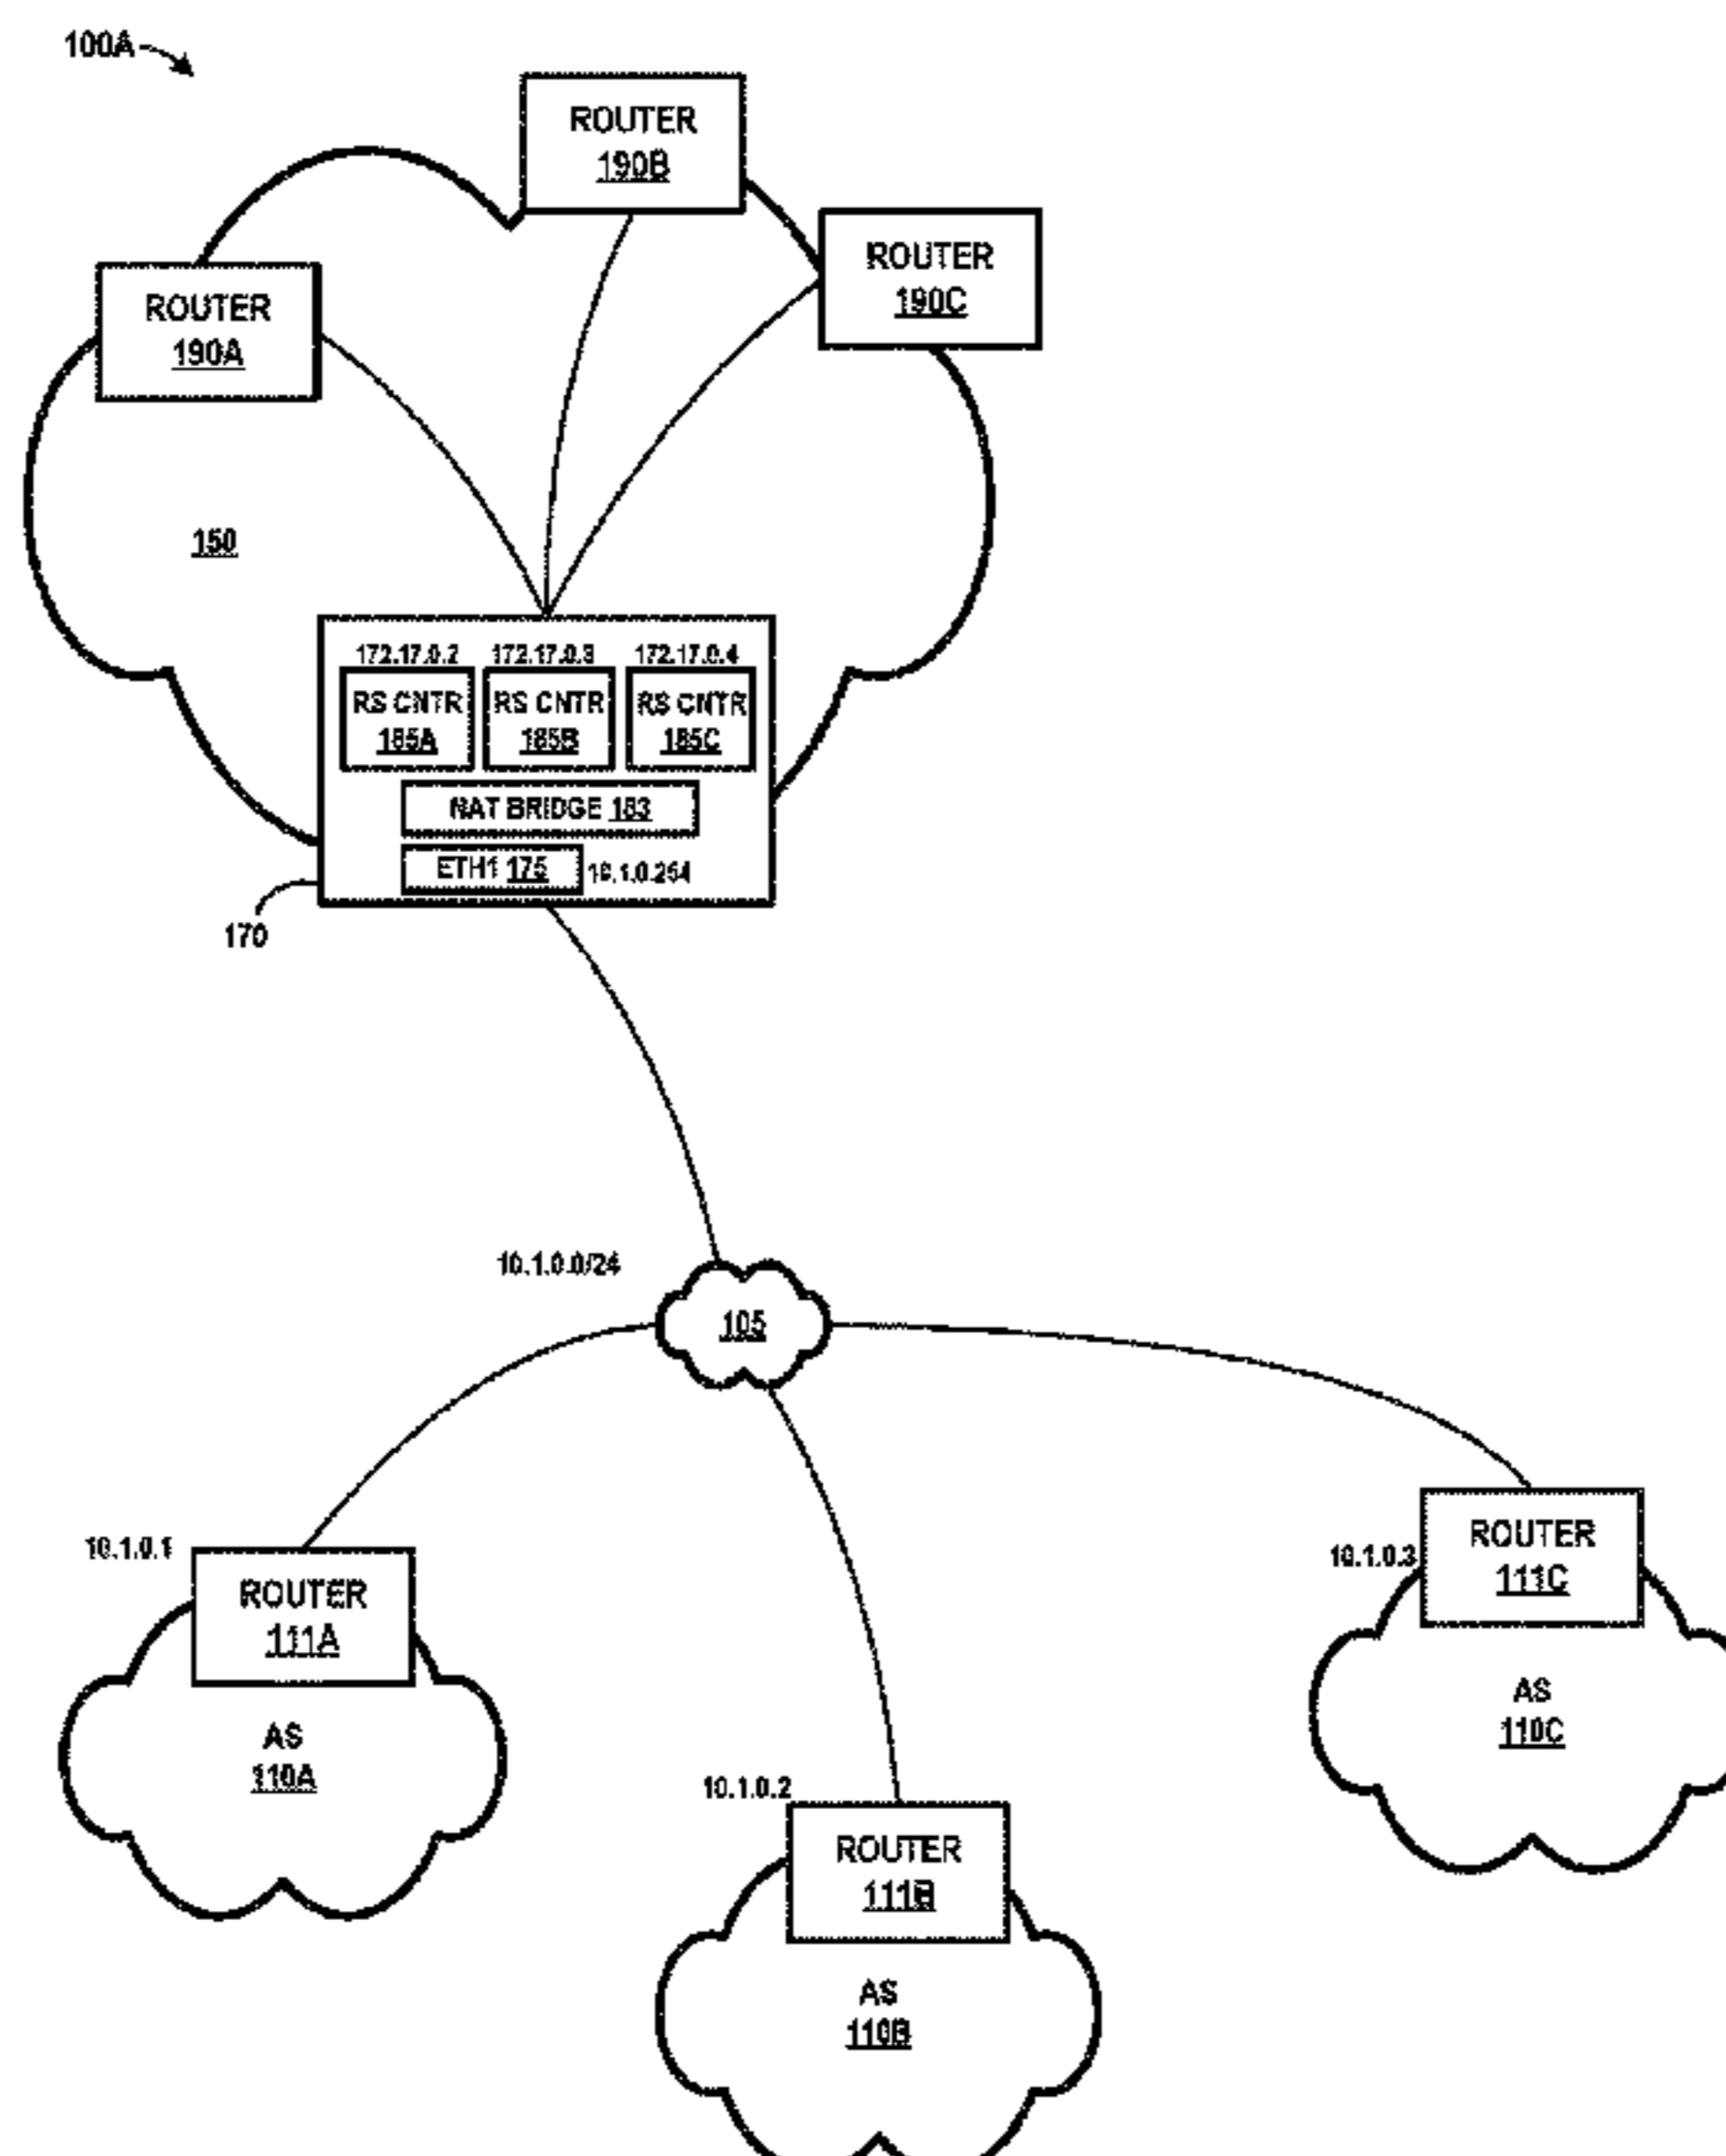 100A
ROUTER
190B
ROUTER
190C
ROUTER
190A
150
172.17.0.2 172.17.0.3 172.17.0.4
RS CNTR RS CNTR RS CNTR
185A 185B 185C
NAT BRIDGE 183
ETH1 175 10.1.0.254
170
10.1.0.0/24
105
10.1.0.1
ROUTER
111A
AS
110A
10.1.0.2
ROUTER
111B
AS
110B
10.1.0.3
ROUTER
111C
AS
110C